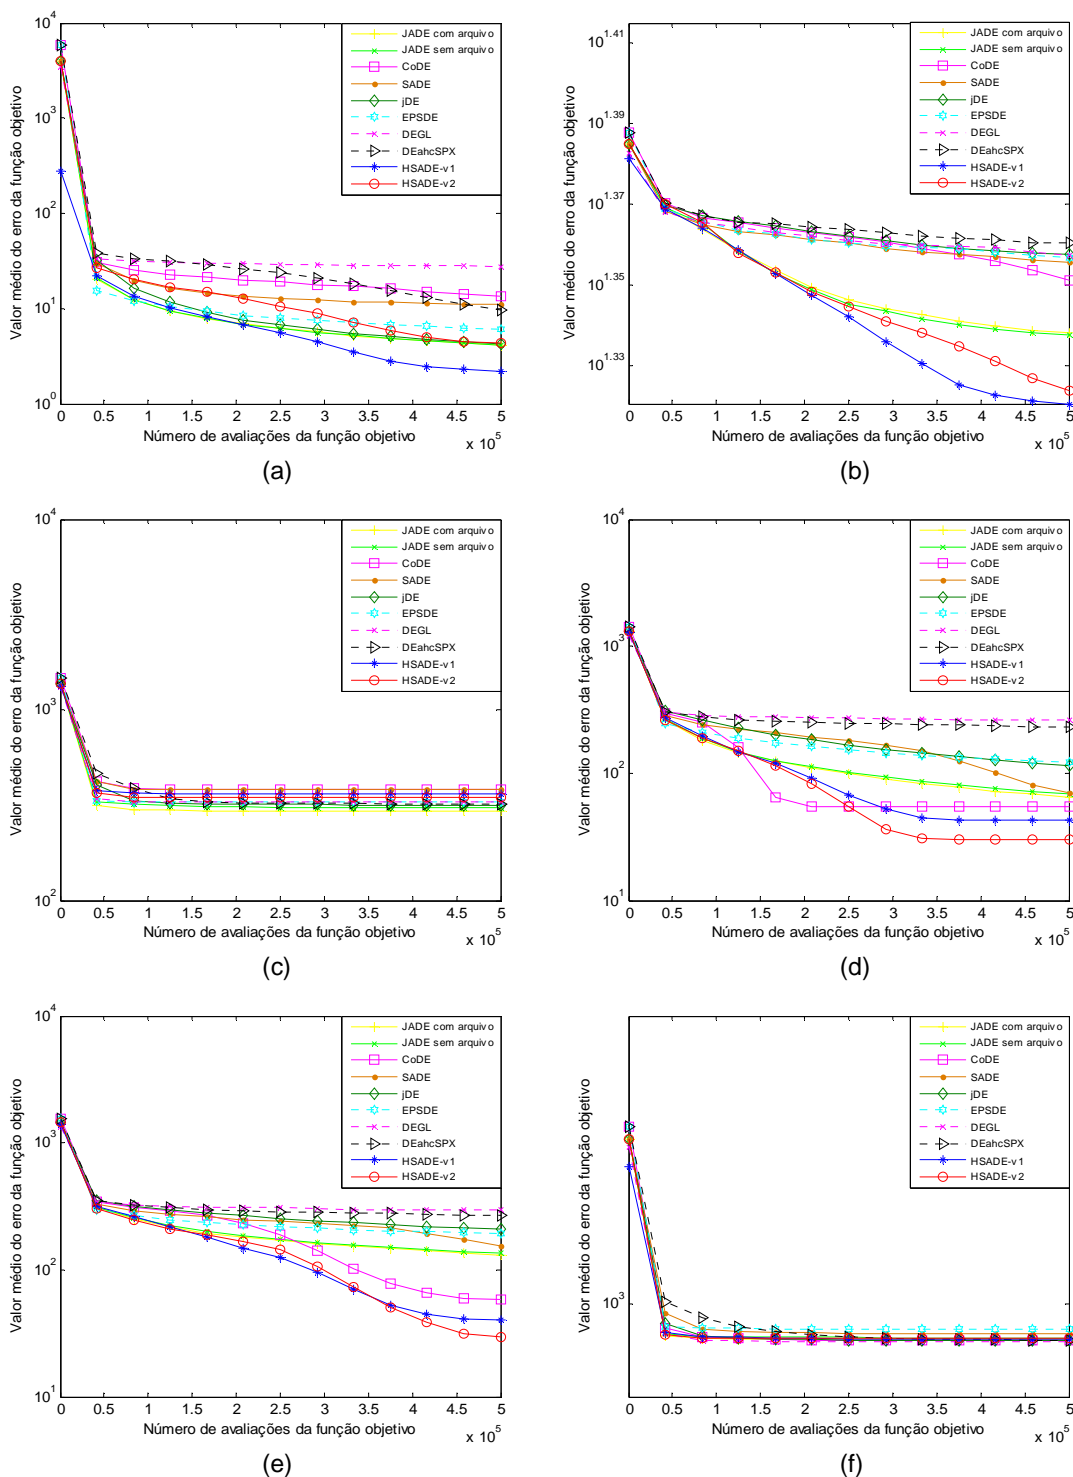 10^4
10^3
10^2
10^1
10^0
Valor médio do erro da função objetivo
JADE com arquivo
JADE sem arquivo
CoDE
SADE
jDE
EPSDE
DEGL
DEahcSPX
HSADE-v1
HSADE-v2
0 0.5 1 1.5 2 2.5 3 3.5 4 4.5 5
Número de avaliações da função objetivo
x 10^5
(a)
10^1.41
10^1.39
10^1.37
10^1.35
10^1.33
Valor médio do erro da função objetivo
JADE com arquivo
JADE sem arquivo
CoDE
SADE
jDE
EPSDE
DEGL
DEahcSPX
HSADE-v1
HSADE-v2
0 0.5 1 1.5 2 2.5 3 3.5 4 4.5 5
Número de avaliações da função objetivo
x 10^5
(b)
10^4
10^3
10^2
Valor médio do erro da função objetivo
JADE com arquivo
JADE sem arquivo
CoDE
SADE
jDE
EPSDE
DEGL
DEahcSPX
HSADE-v1
HSADE-v2
0 0.5 1 1.5 2 2.5 3 3.5 4 4.5 5
Número de avaliações da função objetivo
x 10^5
(c)
10^4
10^3
10^2
10^1
Valor médio do erro da função objetivo
JADE com arquivo
JADE sem arquivo
CoDE
SADE
jDE
EPSDE
DEGL
DEahcSPX
HSADE-v1
HSADE-v2
0 0.5 1 1.5 2 2.5 3 3.5 4 4.5 5
Número de avaliações da função objetivo
x 10^5
(d)
10^4
10^3
10^2
10^1
Valor médio do erro da função objetivo
JADE com arquivo
JADE sem arquivo
CoDE
SADE
jDE
EPSDE
DEGL
DEahcSPX
HSADE-v1
HSADE-v2
0 0.5 1 1.5 2 2.5 3 3.5 4 4.5 5
Número de avaliações da função objetivo
x 10^5
(e)
10^3
Valor médio do erro da função objetivo
JADE com arquivo
JADE sem arquivo
CoDE
SADE
jDE
EPSDE
DEGL
DEahcSPX
HSADE-v1
HSADE-v2
0 0.5 1 1.5 2 2.5 3 3.5 4 4.5 5
Número de avaliações da função objetivo
x 10^5
(f)